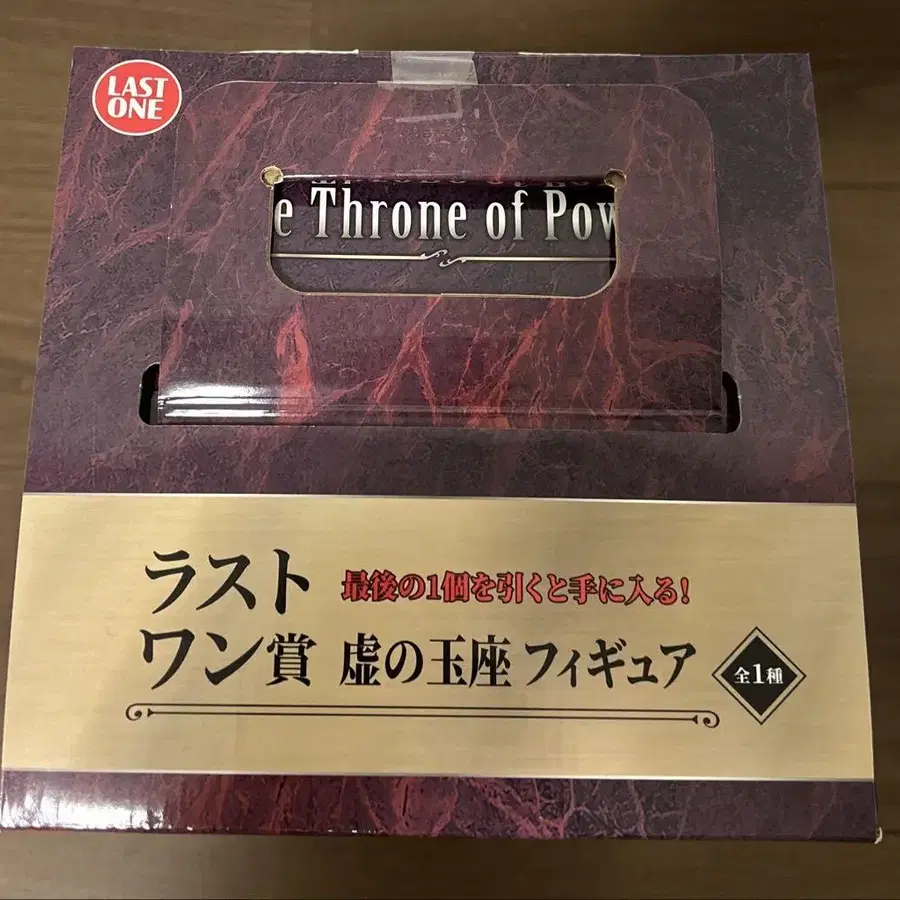 LAST
ONE
e Throne of Pow
ラスト
ワン賞
最後の1個を引くと手に入る!
虚の玉座 フィギュア
全1種